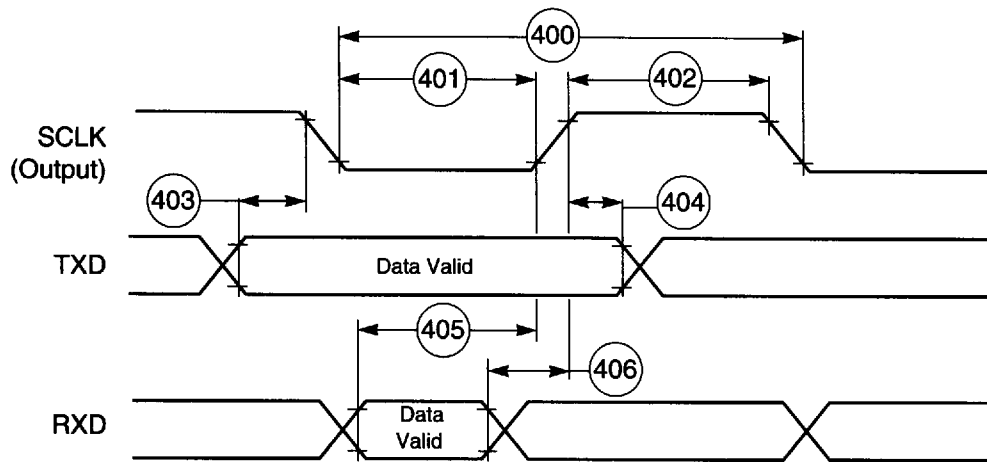 400
401
402
SCLK
(Output)
403
404
TXD
Data Valid
405
406
RXD
Data
Valid